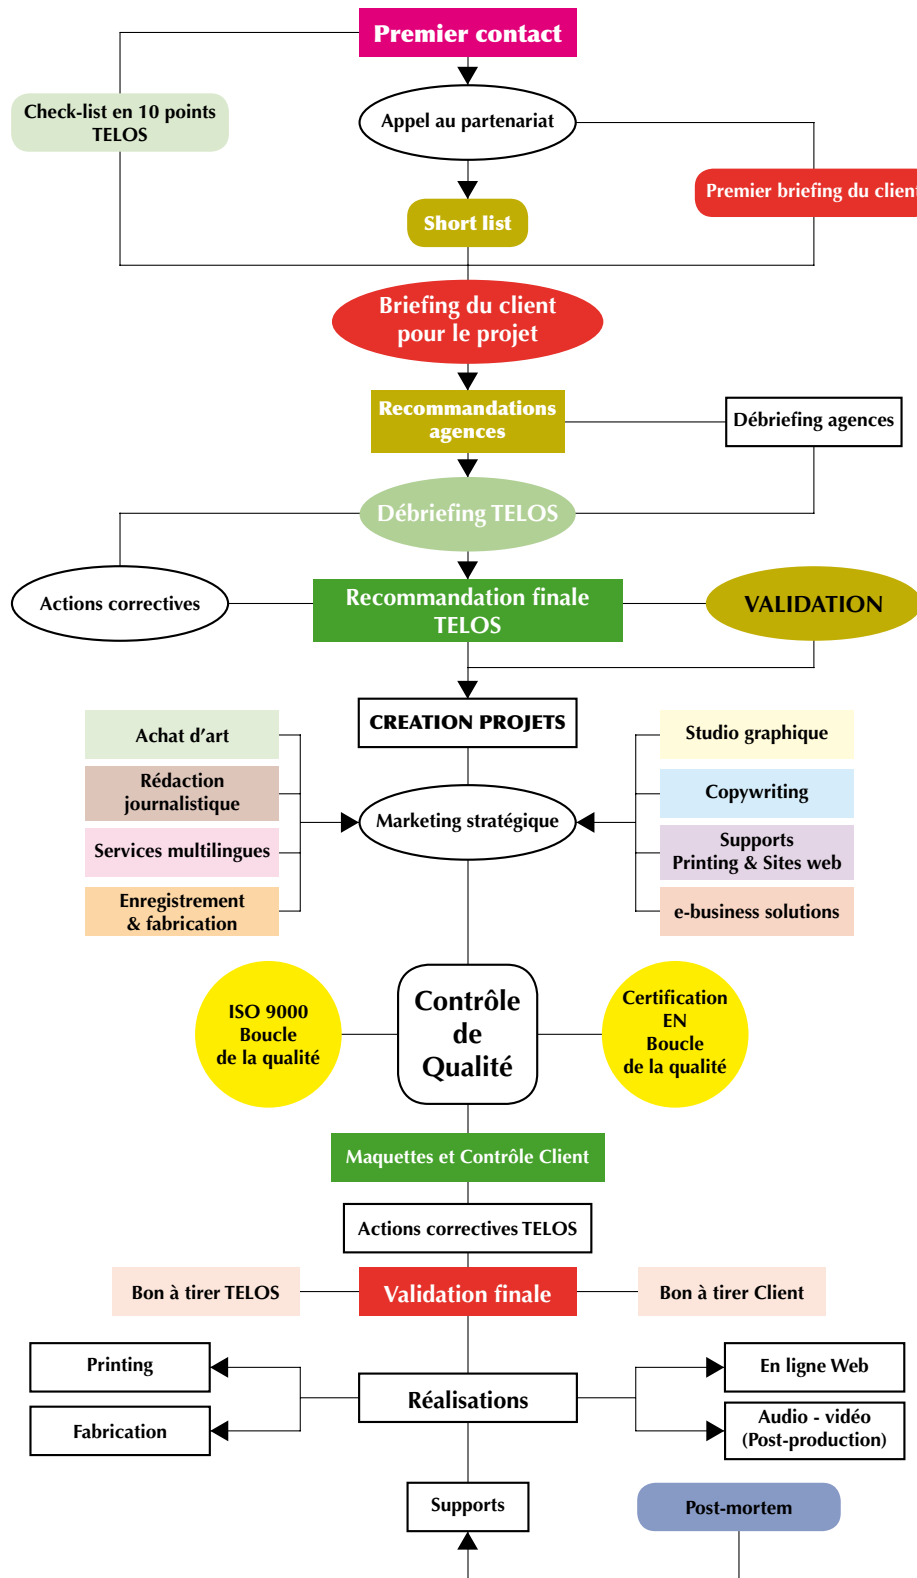 Premier contact
Check-list en 10 points
TELOS
Appel au partenariat
Premier briefing du client
Short list
Briefing du client
pour le projet
Recommandations
agences
Débriefing agences
Débriefing TELOS
Actions correctives
Recommandation finale
TELOS
VALIDATION
CREATION PROJETS
Achat d’art
Rédaction
journalistique
Services multilingues
Enregistrement
& fabrication
Marketing stratégique
Studio graphique
Copywriting
Supports
Printing & Sites web
e-business solutions
ISO 9000
Boucle
de la qualité
Contrôle
de
Qualité
Certification
EN
Boucle
de la qualité
Maquettes et Contrôle Client
Actions correctives TELOS
Bon à tirer TELOS
Validation finale
Bon à tirer Client
Printing
Fabrication
Réalisations
En ligne Web
Audio - vidéo
(Post-production)
Supports
Post-mortem